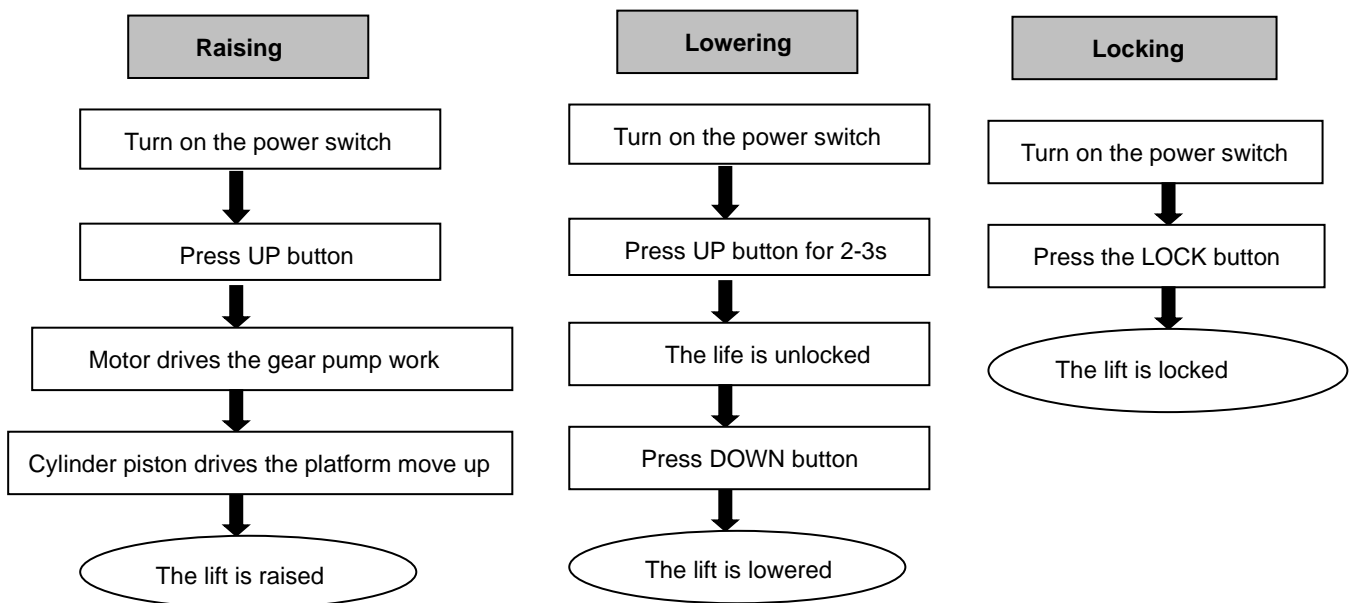 Raising
Turn on the power switch
Press UP button
Motor drives the gear pump work
Cylinder piston drives the platform move up
The lift is raised
Lowering
Turn on the power switch
Press UP button for 2-3s
The life is unlocked
Press DOWN button
The lift is lowered
Locking
Turn on the power switch
Press the LOCK button
The lift is locked